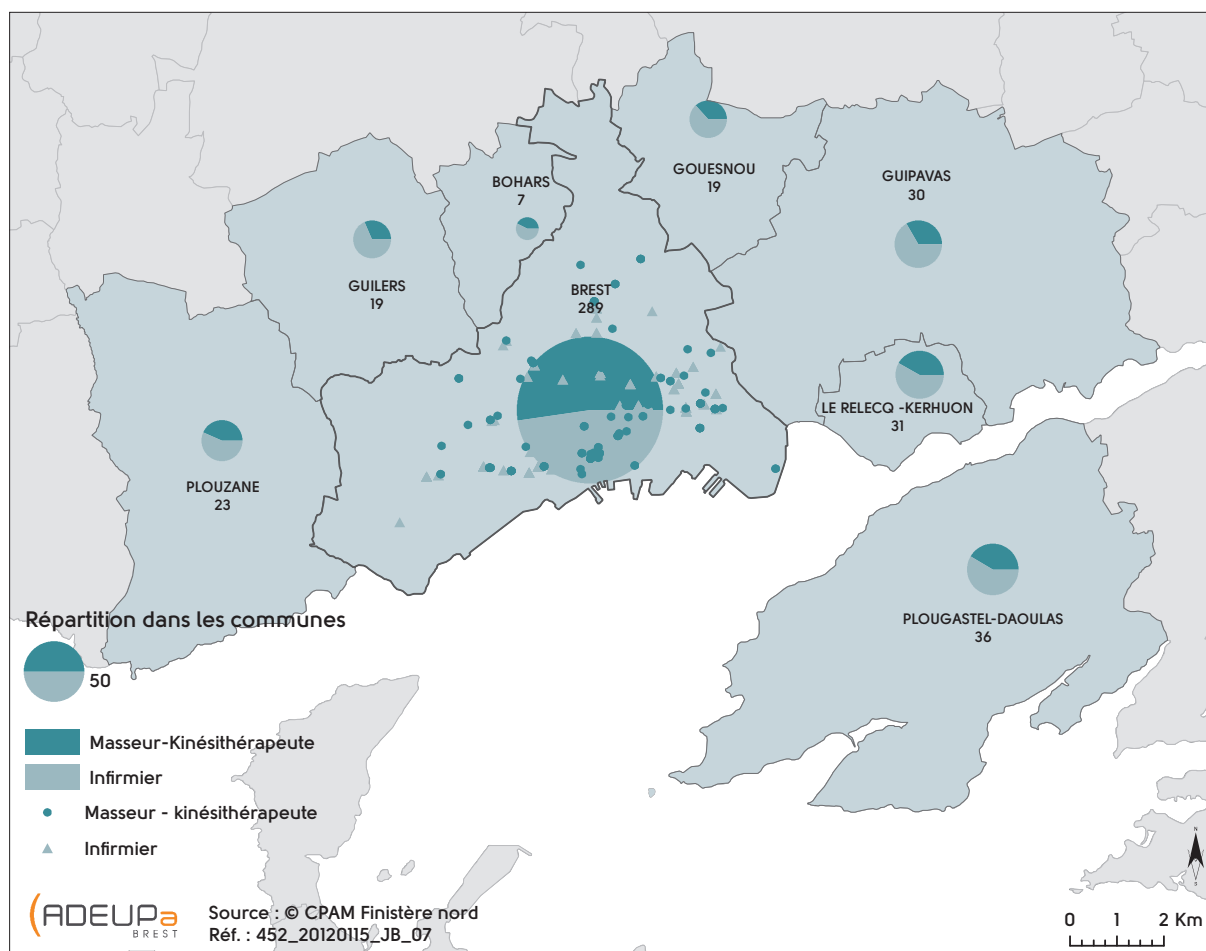 GOUESNOU
19
GUIPAVAS
30
BOHARS
7
GUILERS
19
BREST
289
LE RELECQ -KERHUON
31
PLOUZANE
23
PLOUGASTEL-DAOULAS
36
Répartition dans les communes
50
Masseur-Kinésithérapeute
Infirmier
Masseur - kinésithérapeute
Infirmier
N
S
ADEUPa
BREST
Source : © CPAM Finistère nord
Réf. : 452_20120115_JB_07
0 1 2 Km